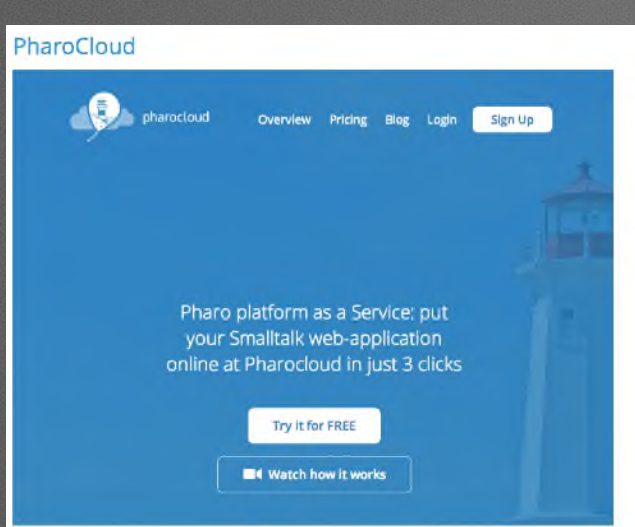 PharoCloud
pharocloud
Overview Pricing Blog Login Sign Up
Pharo platform as a Service: put
your Smalltalk web-application
online at Pharocloud in just 3 clicks
Try it for FREE
Watch how it works